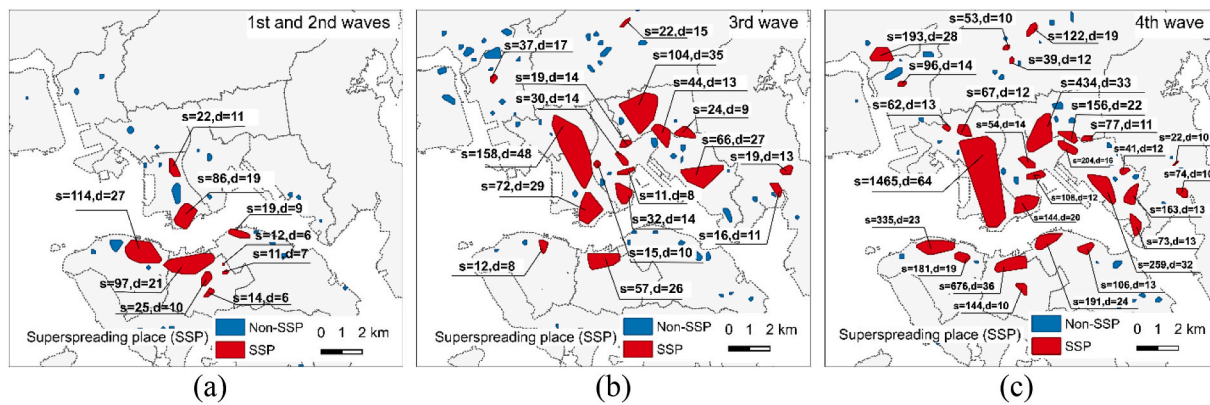 1st and 2nd waves
s=22,d=11
s=86,d=19
s=114,d=27
s=19,d=9
s=12,d=6
s=11,d=7
s=97,d=21
s=25,d=10
s=14,d=6
Superspreading place (SSP)
Non-SSP
SSP
0 1 2 km
(a)
3rd wave
s=22,d=15
s=37,d=17
s=104,d=35
s=19,d=14
s=44,d=13
s=30,d=14
s=24,d=9
s=158,d=48
s=66,d=27
s=19,d=13
s=72,d=29
s=11,d=8
s=32,d=14
s=16,d=11
s=15,d=10
s=12,d=8
s=57,d=26
Superspreading place (SSP)
Non-SSP
SSP
0 1 2 km
(b)
4th wave
s=53,d=10
s=193,d=28
s=122,d=19
s=39,d=12
s=96,d=14
s=67,d=12
s=434,d=33
s=62,d=13
s=156,d=22
s=54,d=14
s=77,d=11
s=22,d=10
s=41,d=12
s=204,d=16
s=74,d=10
s=1465,d=64
s=106,d=12
s=144,d=20
s=163,d=13
s=335,d=23
s=73,d=13
s=181,d=19
s=259,d=32
s=676,d=36
s=106,d=13
s=144,d=10
s=191,d=24
Superspreading place (SSP)
Non-SSP
SSP
0 1 2 km
(c)